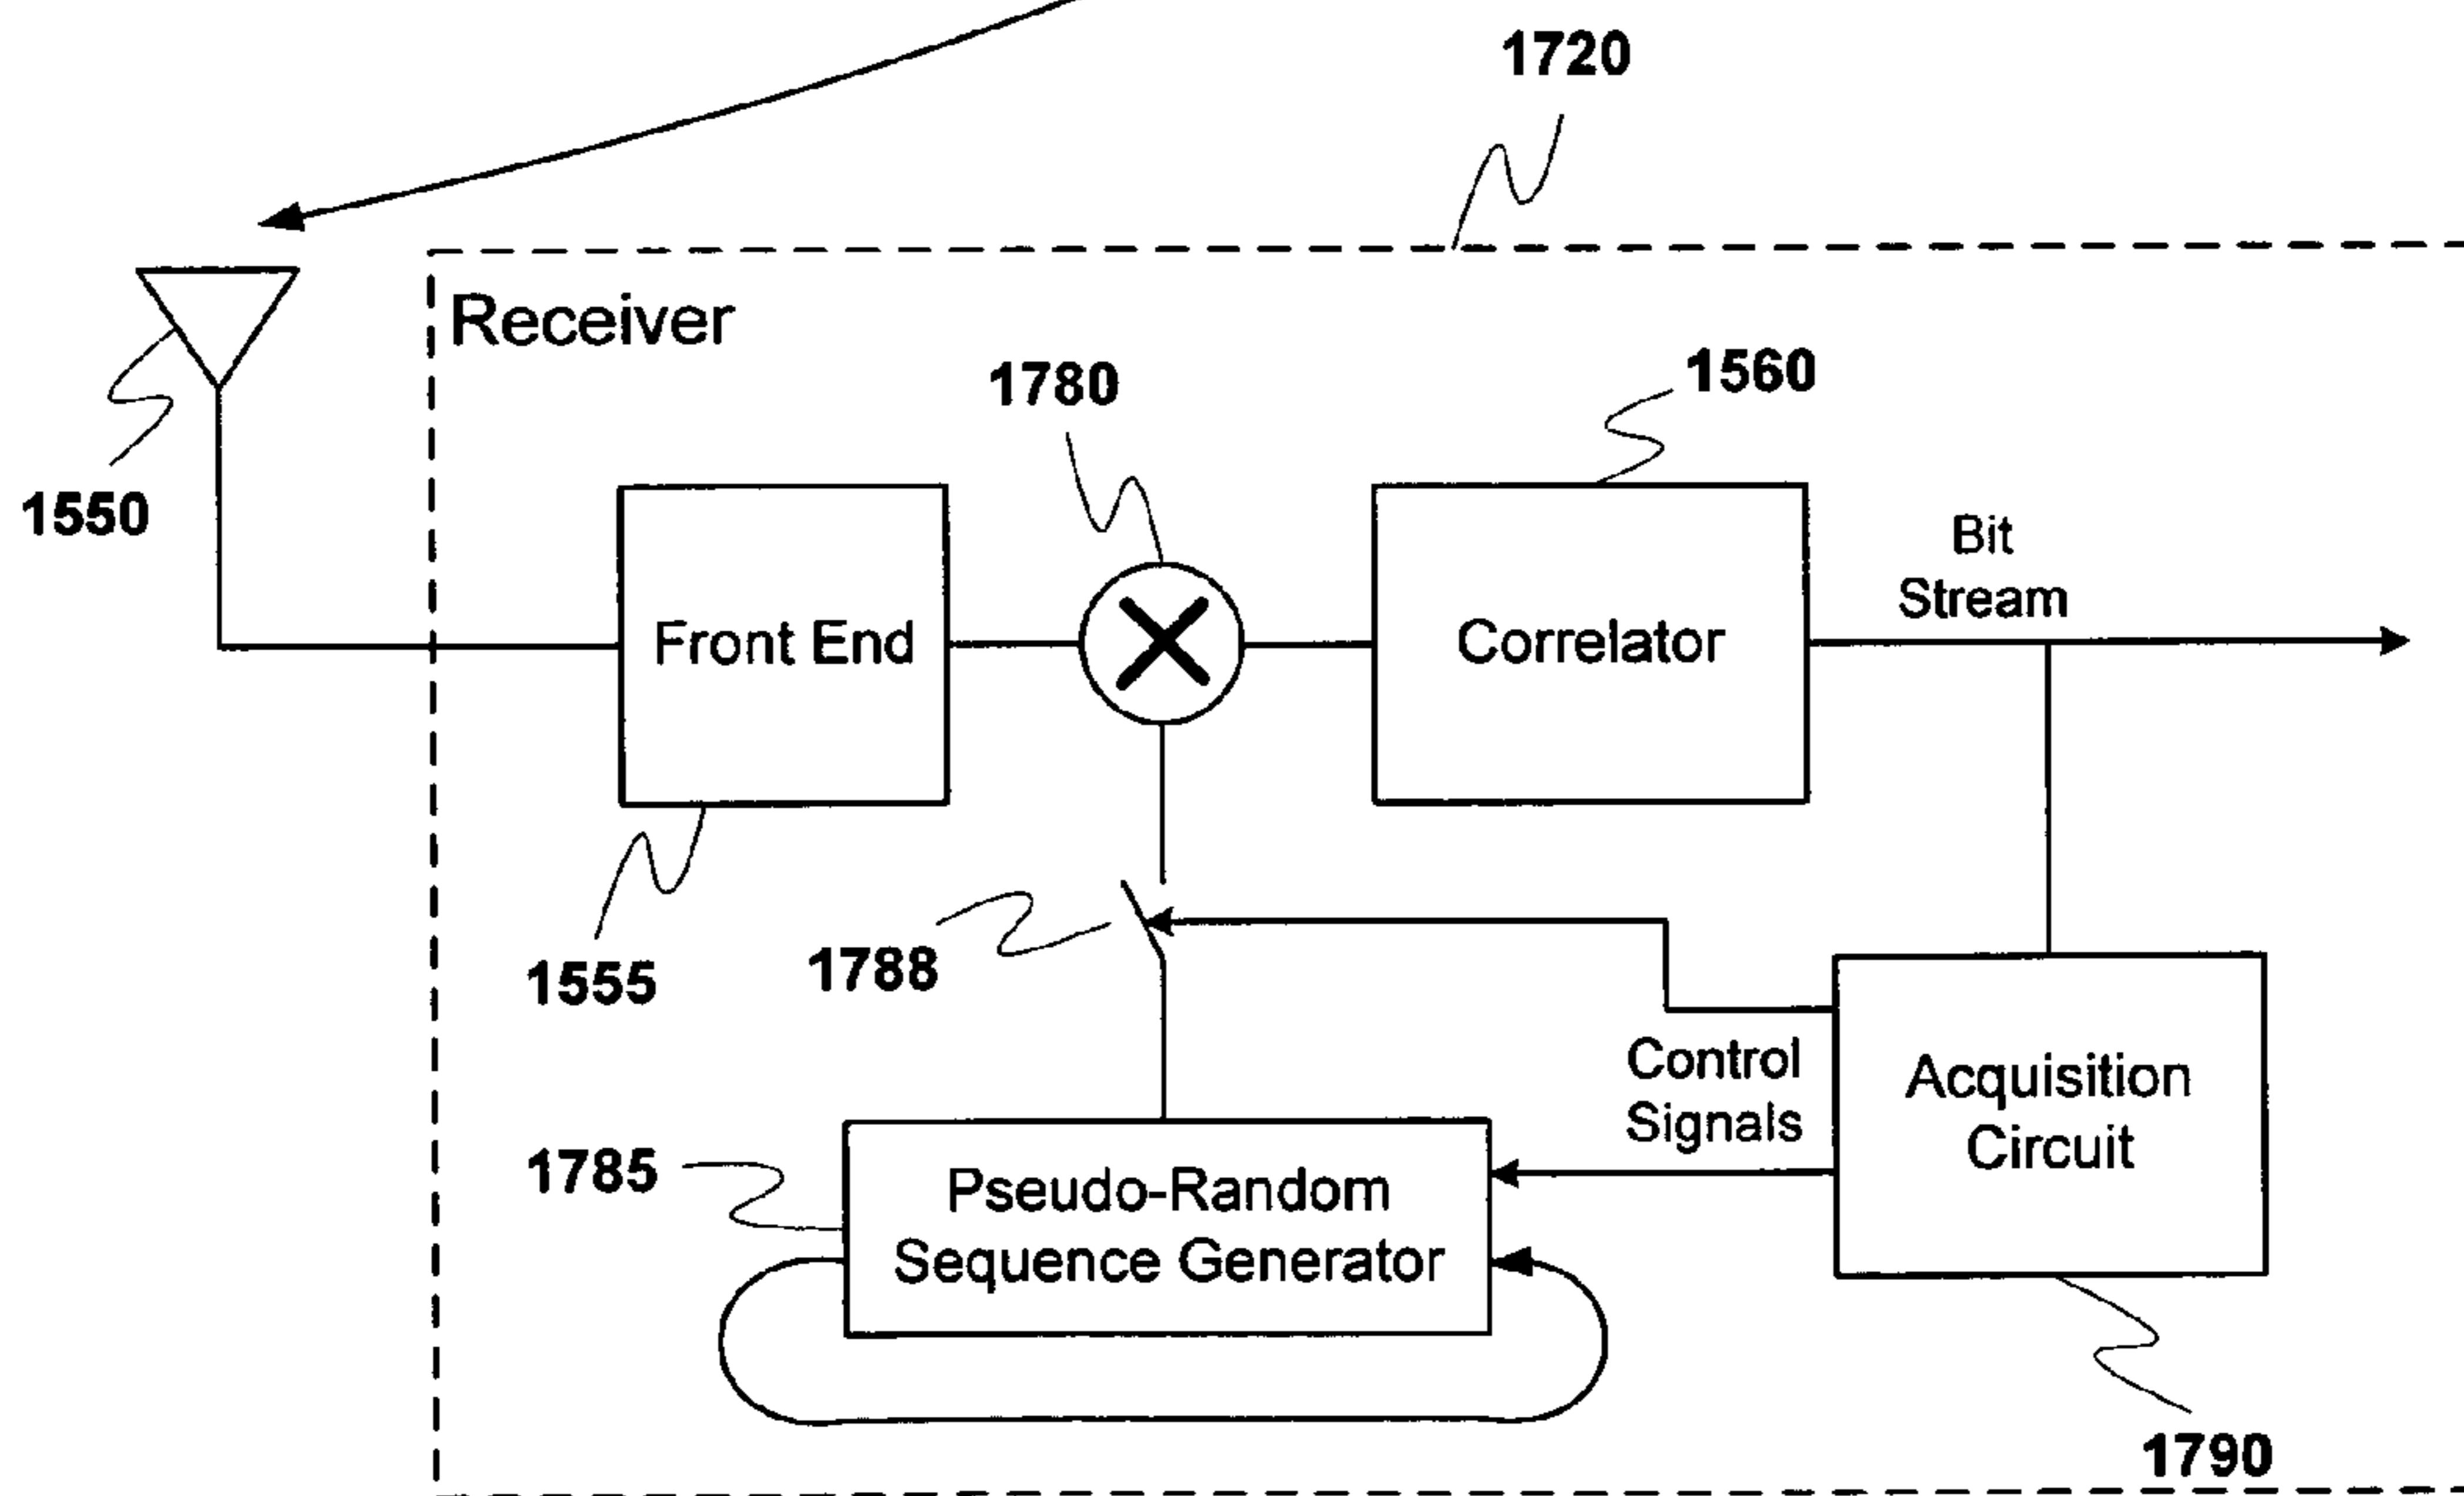 1720
Receiver
1780
1560
1550
Bit
Stream
Front End
Correlator
1555
1788
Control
Signals
Acquisition
Circuit
1785
Pseudo-Random
Sequence Generator
1790